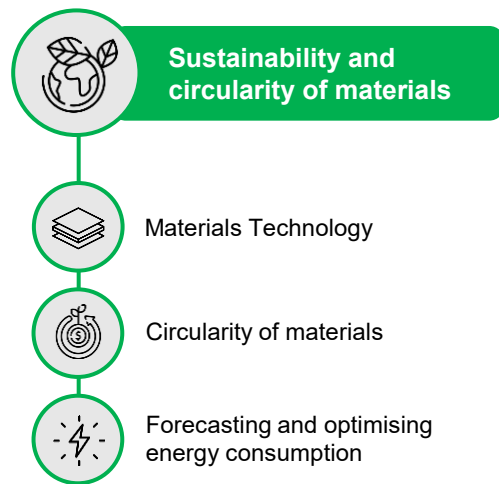 Sustainability and
circularity of materials
Materials Technology
$
Circularity of materials
Forecasting and optimising
energy consumption